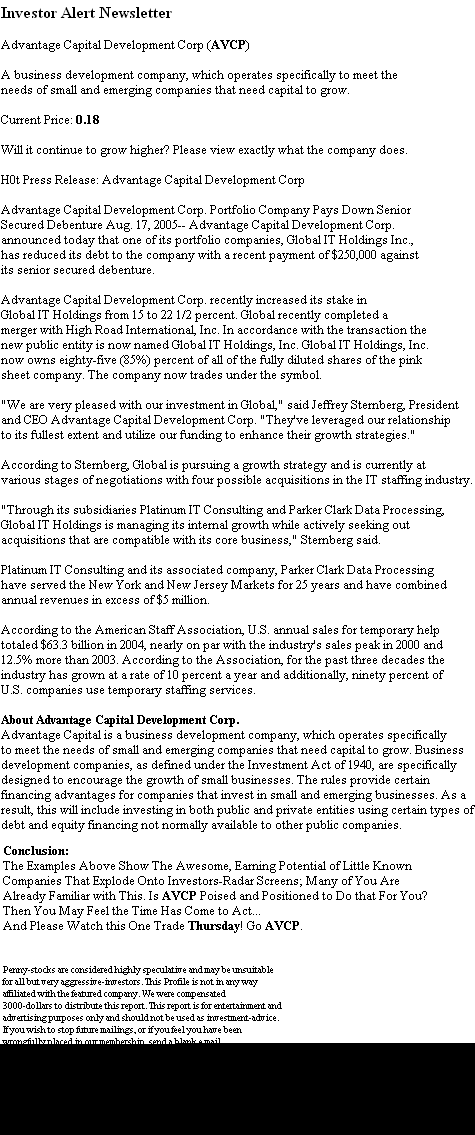 Investor Alert Newsletter
Advantage Capital Development Corp (AVCP)
A business development company, which operates specifically to meet the
needs of small and emerging companies that need capital to grow.
Current Price: 0.18
Will it continue to grow higher? Please view exactly what the company does.
H0t Press Release: Advantage Capital Development Corp
Advantage Capital Development Corp. Portfolio Company Pays Down Senior
Secured Debenture Aug. 17, 2005-- Advantage Capital Development Corp.
announced today that one of its portfolio companies, Global IT Holdings Inc.,
has reduced its debt to the company with a recent payment of $250,000 against
its senior secured debenture.
Advantage Capital Development Corp. recently increased its stake in
Global IT Holdings from 15 to 22 1/2 percent. Global recently completed a
merger with High Road International, Inc. In accordance with the transaction the
new public entity is now named Global IT Holdings, Inc. Global IT Holdings, Inc.
now owns eighty-five (85%) percent of all of the fully diluted shares of the pink
sheet company. The company now trades under the symbol.
"We are very pleased with our investment in Global," said Jeffrey Sternberg, President
and CEO Advantage Capital Development Corp. "They've leveraged our relationship
to its fullest extent and utilize our funding to enhance their growth strategies."
According to Sternberg, Global is pursuing a growth strategy and is currently at
various stages of negotiations with four possible acquisitions in the IT staffing industry.
"Through its subsidiaries Platinum IT Consulting and Parker Clark Data Processing,
Global IT Holdings is managing its internal growth while actively seeking out
acquisitions that are compatible with its core business," Sternberg said.
Platinum IT Consulting and its associated company, Parker Clark Data Processing
have served the New York and New Jersey Markets for 25 years and have combined
annual revenues in excess of $5 million.
According to the American Staff Association, U.S. annual sales for temporary help
totaled $63.3 billion in 2004, nearly on par with the industry's sales peak in 2000 and
12.5% more than 2003. According to the Association, for the past three decades the
industry has grown at a rate of 10 percent a year and additionally, ninety percent of
U.S. companies use temporary staffing services.
About Advantage Capital Development Corp.
Advantage Capital is a business development company, which operates specifically
to meet the needs of small and emerging companies that need capital to grow. Business
development companies, as defined under the Investment Act of 1940, are specifically
designed to encourage the growth of small businesses. The rules provide certain
financing advantages for companies that invest in small and emerging businesses. As a
result, this will include investing in both public and private entities using certain types of
debt and equity financing not normally available to other public companies.
Conclusion:
The Examples Above Show The Awesome, Earning Potential of Little Known
Companies That Explode Onto Investors-Radar Screens; Many of You Are
Already Familiar with This. Is AVCP Poised and Positioned to Do that For You?
Then You May Feel the Time Has Come to Act...
And Please Watch this One Trade Thursday! Go AVCP.
Penny-stocks are considered highly speculative and may be unsuitable
for all but very aggressive-investors. This Profile is not in any way
affiliated with the featured company. We were compensated
3000-dollars to distribute this report. This report is for entertainment and
advertising purposes only and should not be used as investment-advice.
If you wish to stop future mailings, or if you feel you have been
wrongfully placed in our membership, send a blank e mail